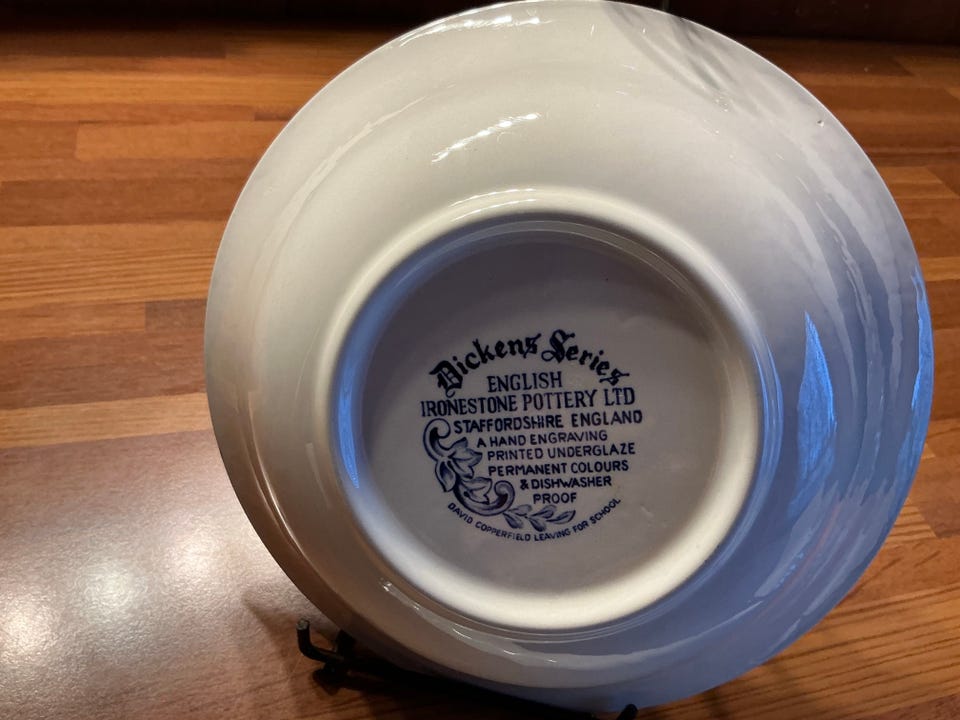 Dickens Series
ENGLISH
IRONESTONE POTTERY LTD
STAFFORDSHIRE ENGLAND
A HAND ENGRAVING
PRINTED UNDERGLAZE
PERMANENT COLOURS
& DISHWASHER
PROOF
DAVID COPPERFIELD LEAVING FOR SCHOOL